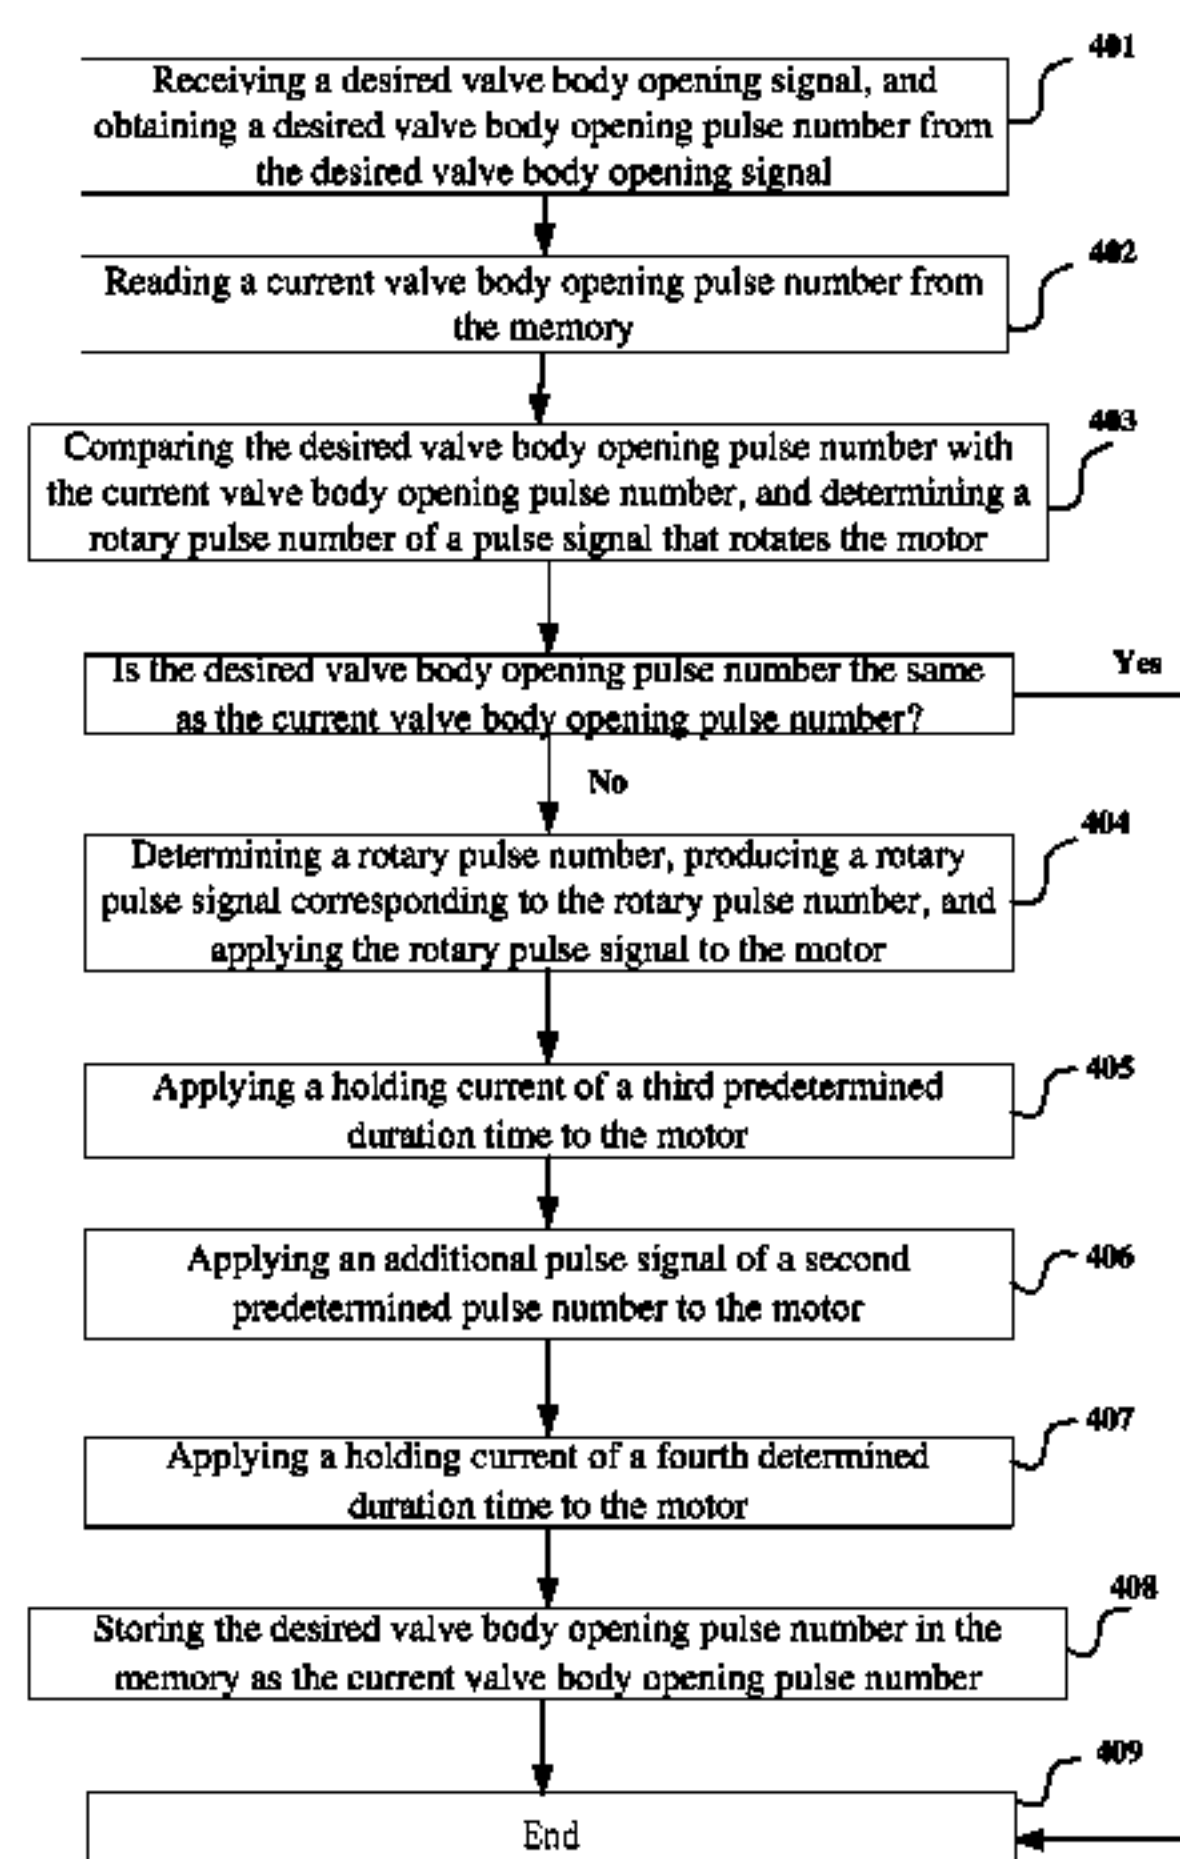 401
Receiving a desired valve body opening signal, and
obtaining a desired valve body opening pulse number from
the desired valve body opening signal
402
Reading a current valve body opening pulse number from
the memory
403
Comparing the desired valve body opening pulse number with
the current valve body opening pulse number, and determining a
rotary pulse number of a pulse signal that rotates the motor
Is the desired valve body opening pulse number the same
as the current valve body opening pulse number?
Yes
No
404
Determining a rotary pulse number, producing a rotary
pulse signal corresponding to the rotary pulse number, and
applying the rotary pulse signal to the motor
405
Applying a holding current of a third predetermined
duration time to the motor
406
Applying an additional pulse signal of a second
predetermined pulse number to the motor
407
Applying a holding current of a fourth determined
duration time to the motor
408
Storing the desired valve body opening pulse number in the
memory as the current valve body opening pulse number
409
End